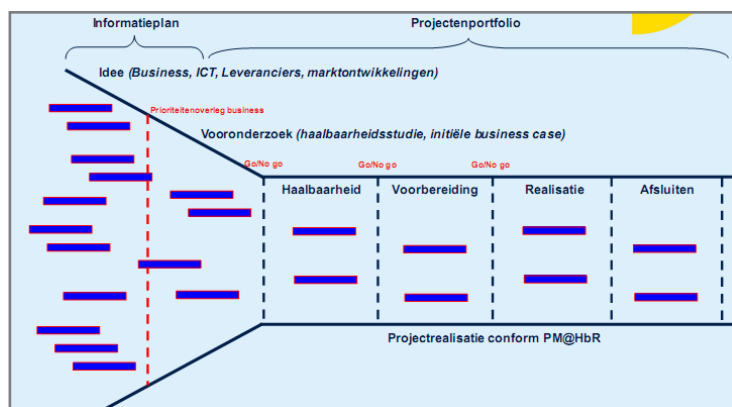 Informatieplan
Projectenportfolio
Idee (Business, ICT, Leveranciers, marktontwikkelingen)
Prioriteitenoverleg business
Vooronderzoek (haalbaarheidsstudie, initiële business case)
Go/No go
Go/No go
Go/No go
Haalbaarheid
Voorbereiding
Realisatie
Afsluiten
Projectrealisatie conform PM@HbR